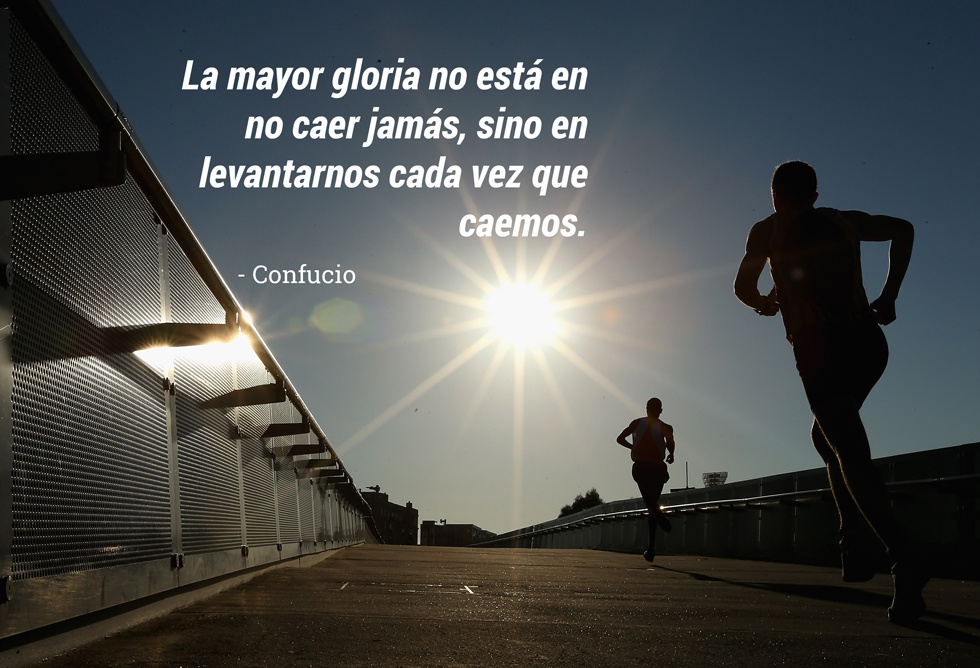 La mayor gloria no está en
no caer jamás, sino en
levantarnos cada vez que
caemos.
- Confucio